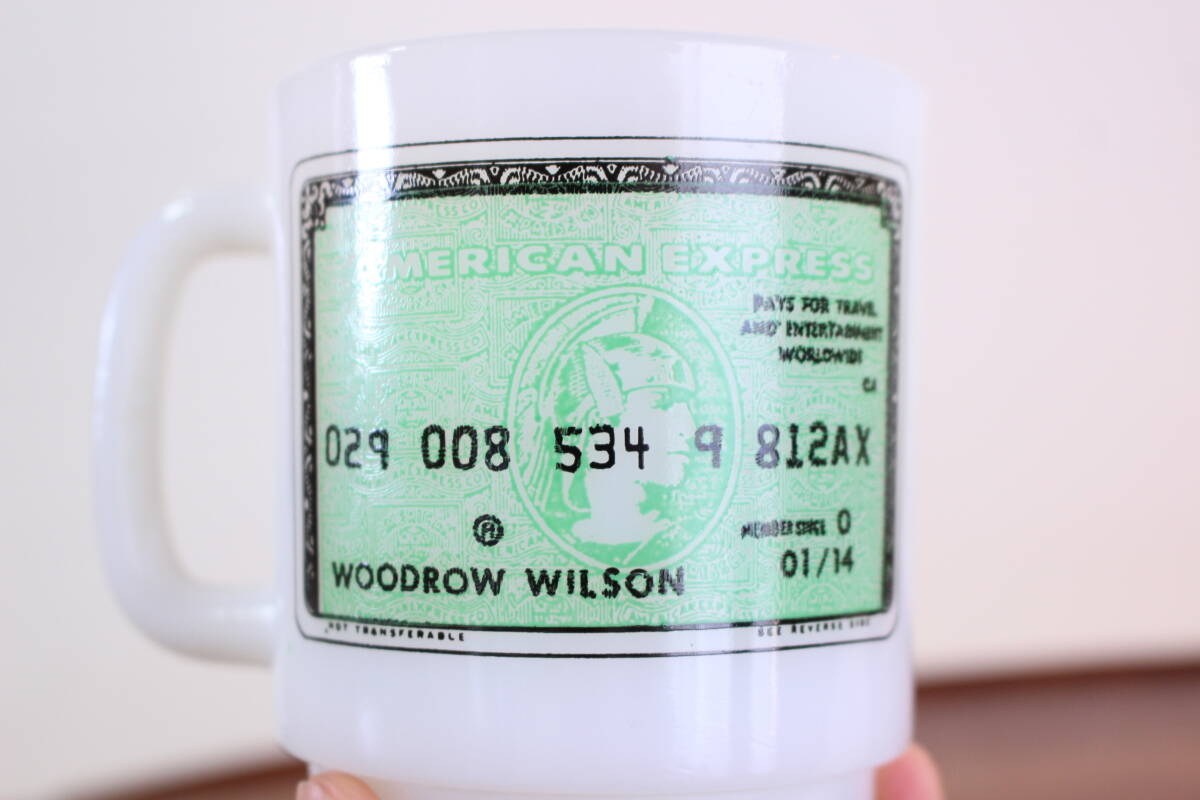 AMERICAN EXPRESS
PAYS FOR TRAVEL
AND ENTERTAINMENT
WORLDWIDE
CA
029 008 534 9 812AX
®
MEMBER SINCE 0
01/14
WOODROW WILSON
NOT TRANSFERABLE
SEE REVERSE SIDE